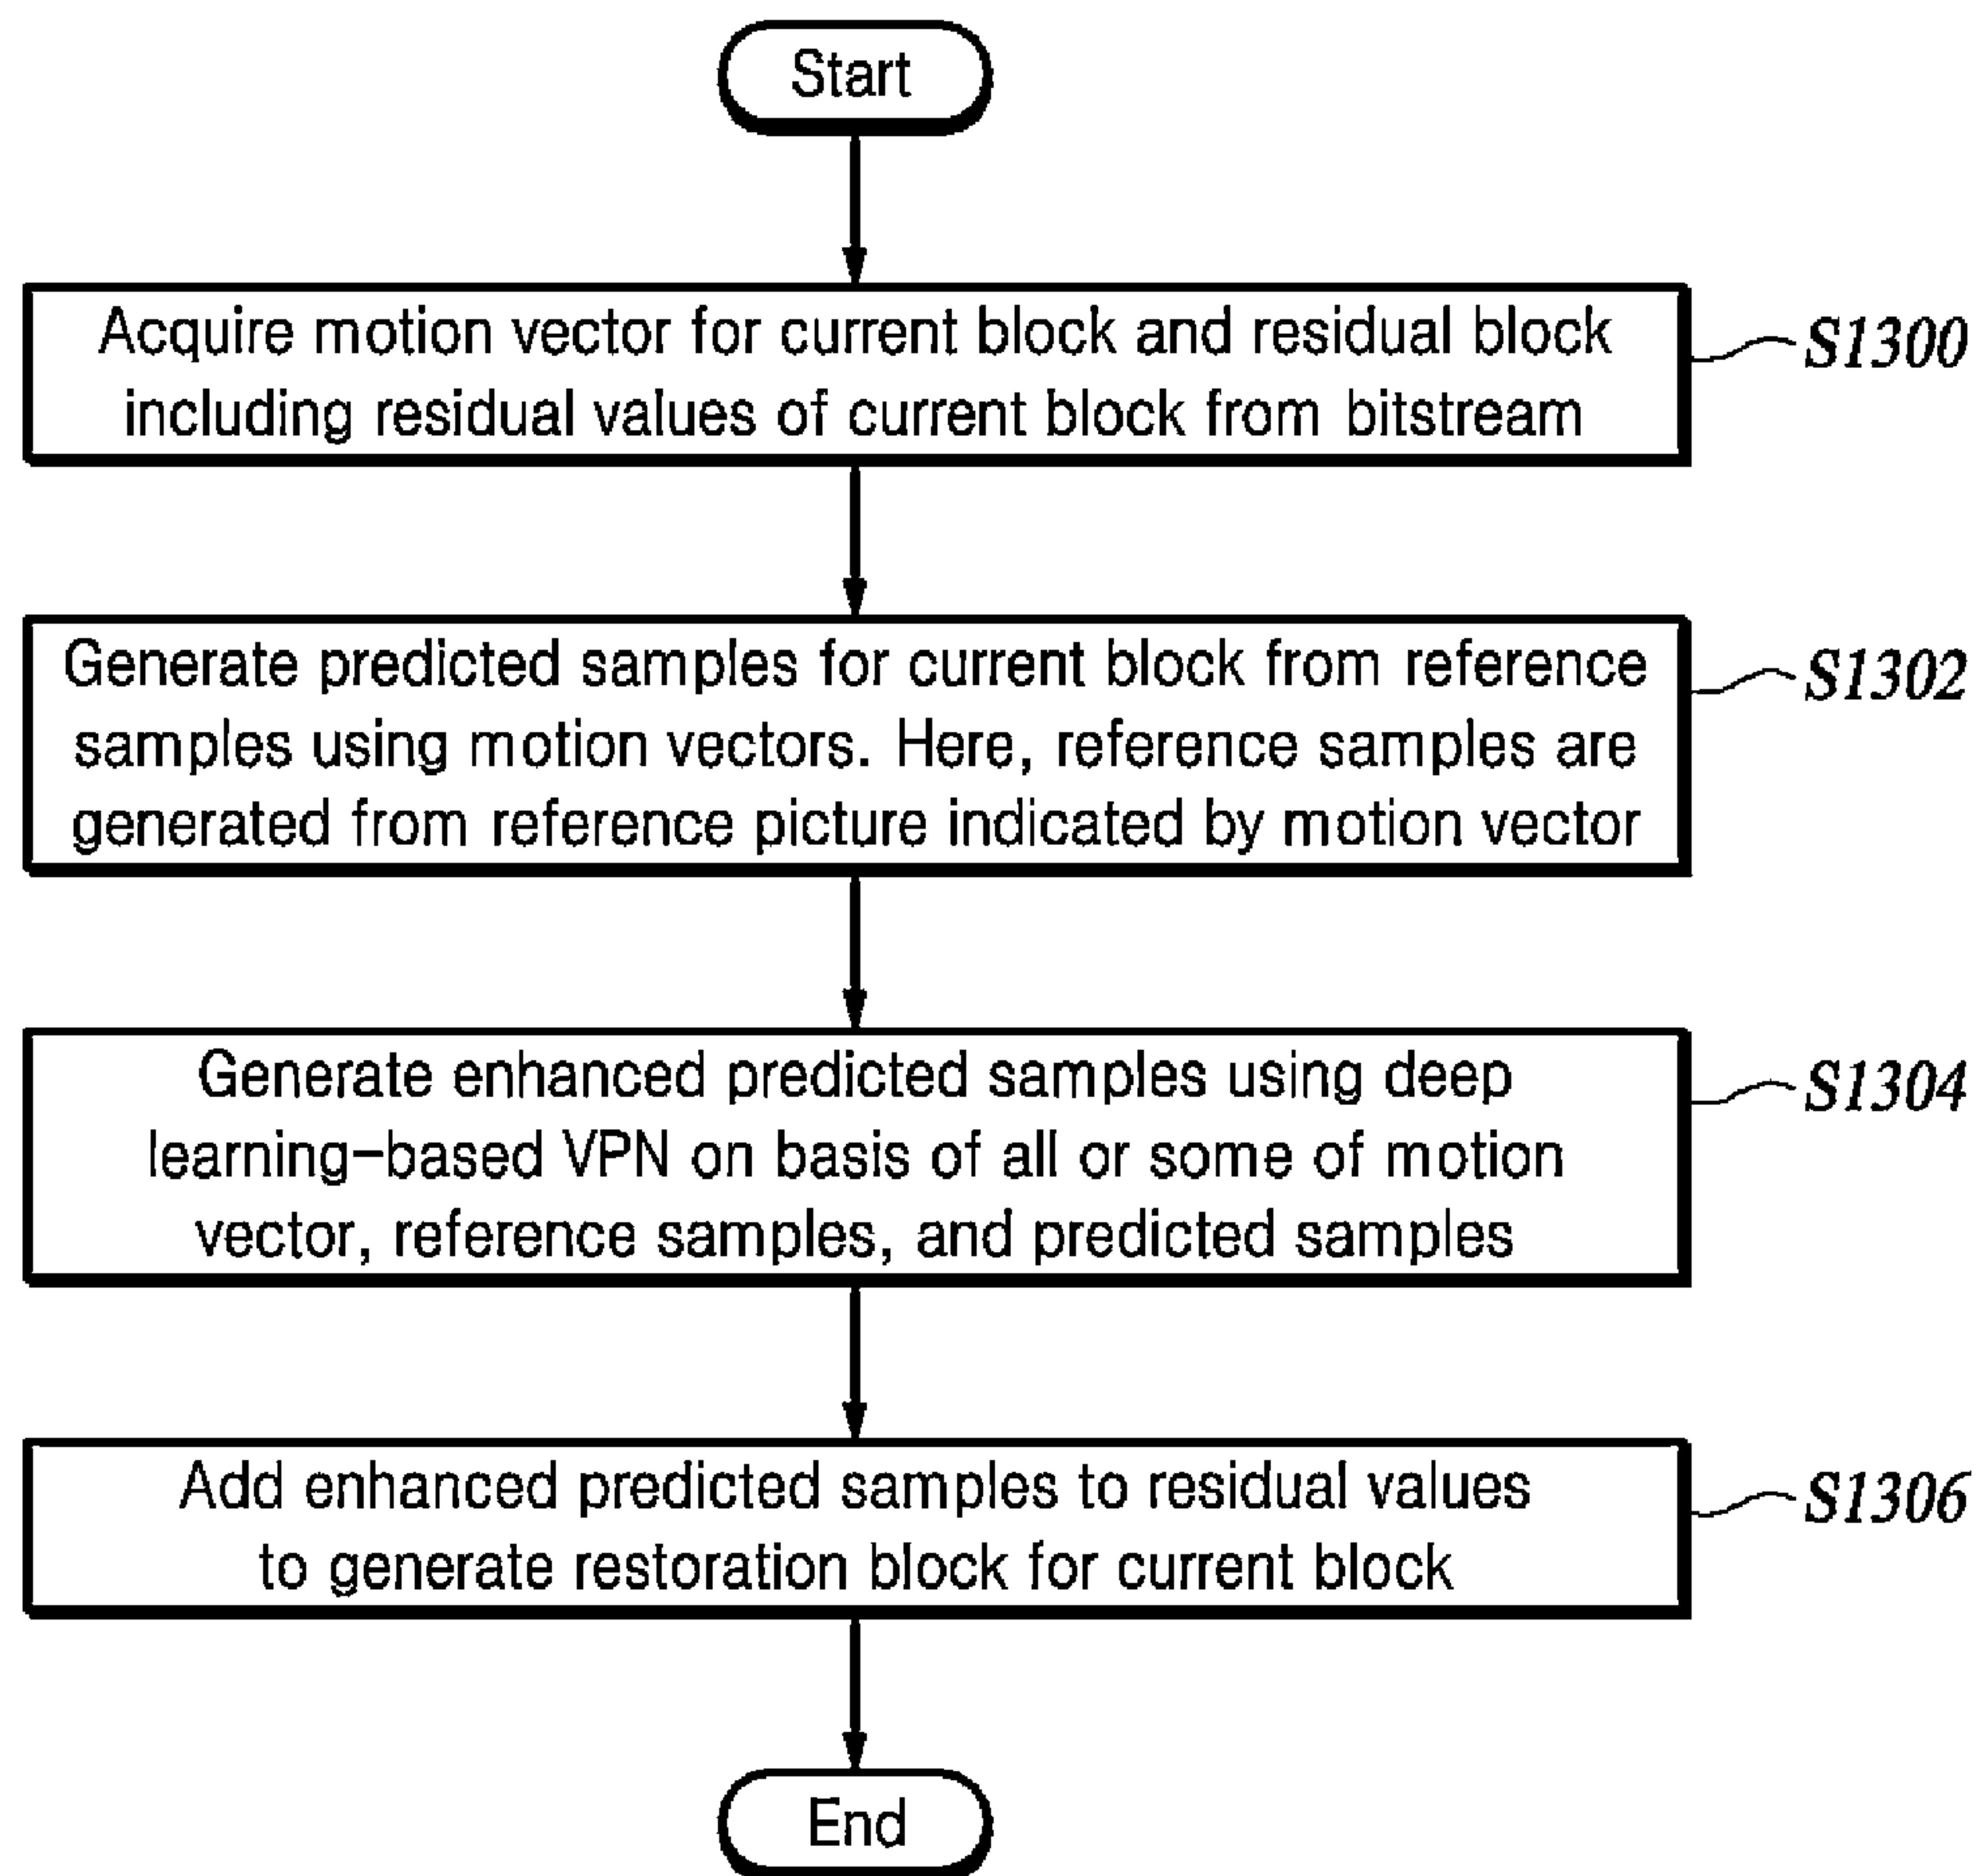 Start
Acquire motion vector for current block and residual block
including residual values of current block from bitstream
S1300
Generate predicted samples for current block from reference
samples using motion vectors. Here, reference samples are
generated from reference picture indicated by motion vector
S1302
Generate enhanced predicted samples using deep
learning-based VPN on basis of all or some of motion
vector, reference samples, and predicted samples
S1304
Add enhanced predicted samples to residual values
to generate restoration block for current block
S1306
End